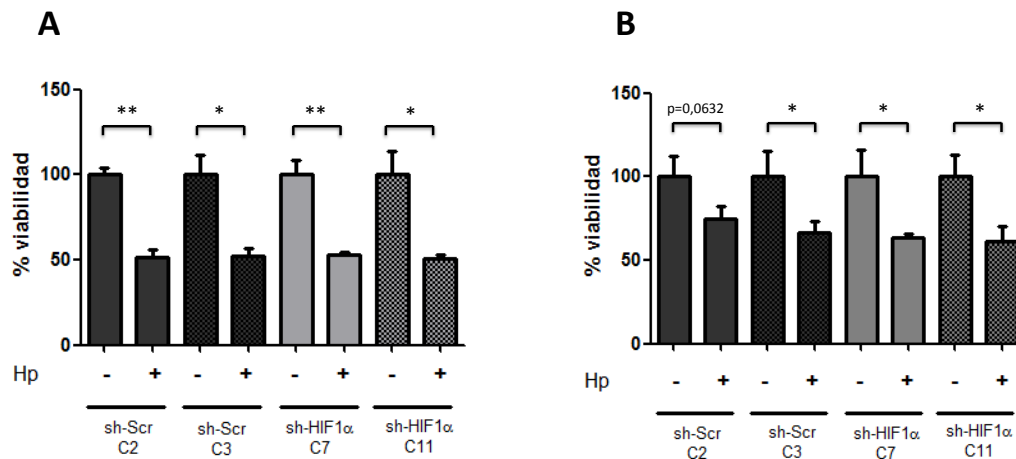 A
150
100
50
0
% viabilidad
** * ** *
Hp - + - + - + - +
sh-Scr sh-Scr sh-HIF1α sh-HIF1α
C2 C3 C7 C11
B
150
100
50
0
% viabilidad
p=0,0632 * * *
Hp - + - + - + - +
sh-Scr sh-Scr sh-HIF1α sh-HIF1α
C2 C3 C7 C11